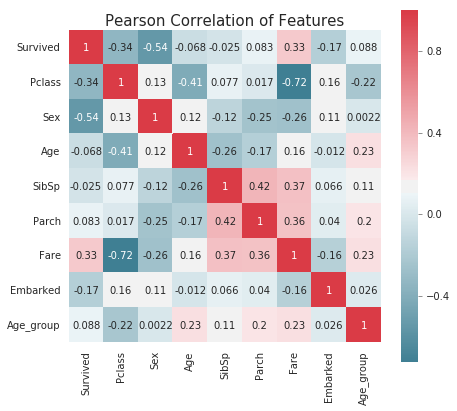 Pearson Correlation of Features
Survived 1 -0.34 -0.54 -0.068 -0.025 0.083 0.33 -0.17 0.088
Pclass -0.34 1 0.13 -0.41 0.077 0.017 -0.72 0.16 -0.22
Sex -0.54 0.13 1 0.12 -0.12 -0.25 -0.26 0.11 0.0022
Age -0.068 -0.41 0.12 1 -0.26 -0.17 0.16 -0.012 0.23
SibSp -0.025 0.077 -0.12 -0.26 1 0.42 0.37 0.066 0.11
Parch 0.083 0.017 -0.25 -0.17 0.42 1 0.36 0.04 0.2
Fare 0.33 -0.72 -0.26 0.16 0.37 0.36 1 -0.16 0.23
Embarked -0.17 0.16 0.11 -0.012 0.066 0.04 -0.16 1 0.026
Age_group 0.088 -0.22 0.0022 0.23 0.11 0.2 0.23 0.026 1
Survived Pclass Sex Age SibSp Parch Fare Embarked Age_group
0.8
0.4
0.0
−0.4